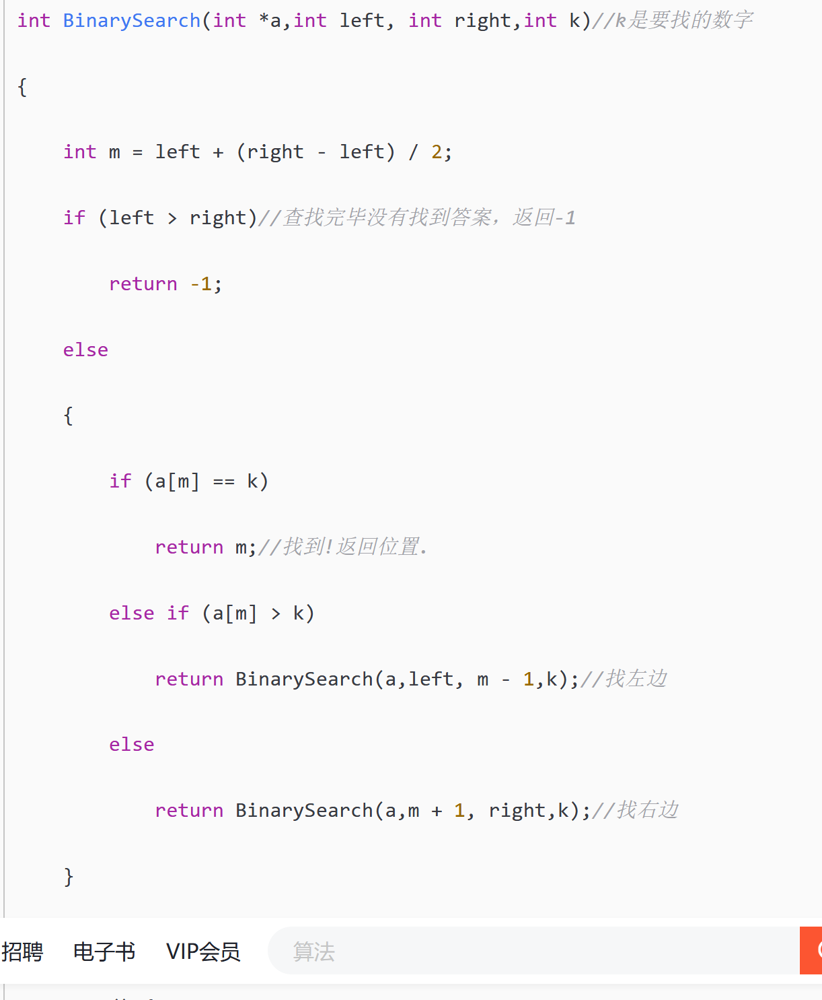 int BinarySearch(int *a,int left, int right,int k)//k是要找的数字
{
    int m = left + (right - left) / 2;
    if (left > right)//查找完毕没有找到答案，返回-1
        return -1;
    else
    {
        if (a[m] == k)
            return m;//找到!返回位置.
        else if (a[m] > k)
            return BinarySearch(a,left, m - 1,k);//找左边
        else
            return BinarySearch(a,m + 1, right,k);//找右边
    }
招聘 电子书 VIP会员 算法